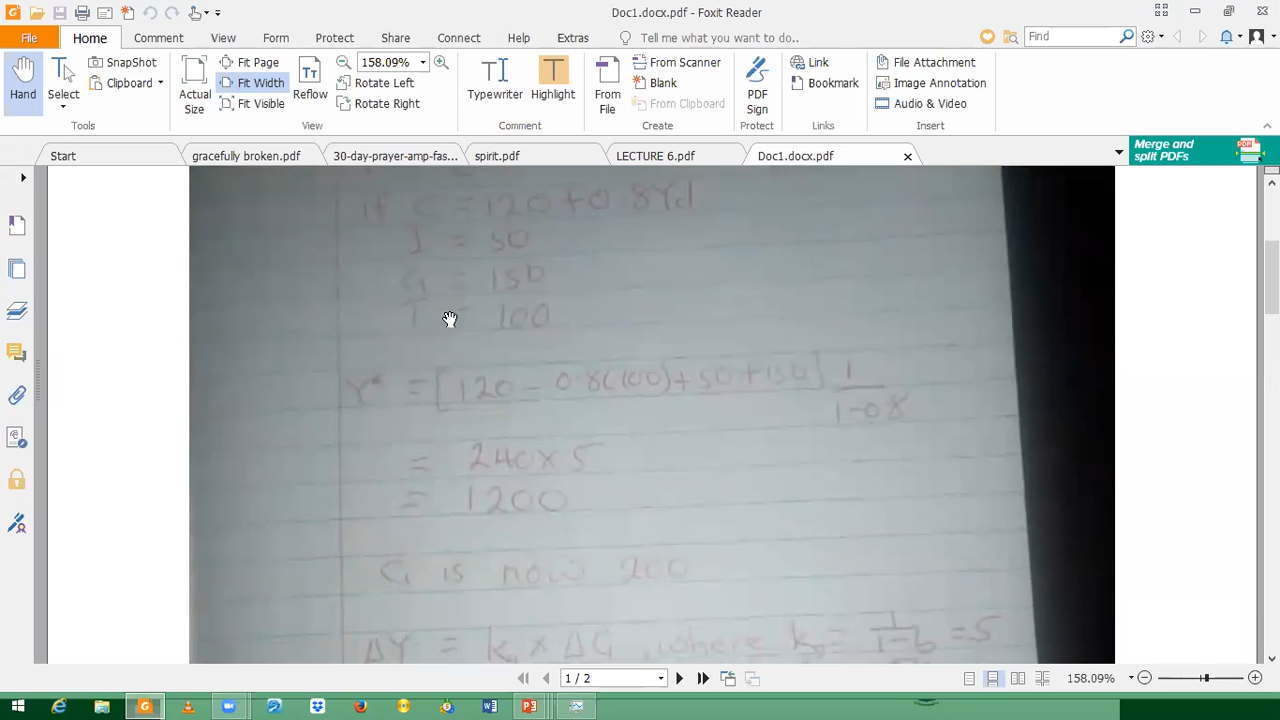 Doc1.docx.pdf - Foxit Reader
File Home Comment View Form Protect Share Connect Help Extras Tell me what you want to do.. Find
Hand
Select
SnapShot
Clipboard
Tools
Actual Size
Fit Page
Fit Width
Fit Visible
Reflow
158.09%
Rotate Left
Rotate Right
View
Typewriter
Highlight
Comment
From File
From Scanner
Blank
From Clipboard
Create
PDF Sign
Protect
Link
Bookmark
Links
File Attachment
Image Annotation
Audio & Video
Insert
Start gracefully broken.pdf 30-day-prayer-amp-fas... spirit.pdf LECTURE 6.pdf Doc1.docx.pdf
Merge and split PDFs
if C = 120 + 0.8Yd
I = 50
G = 150
T = 100
Y* = [120 - 0.8(100) + 50 + 150] 1
1-0.8
= 240 x 5
= 1200
G is now 200
ΔY = kg x ΔG, where kg = 1 = 5
1-b
1 / 2
158.09%